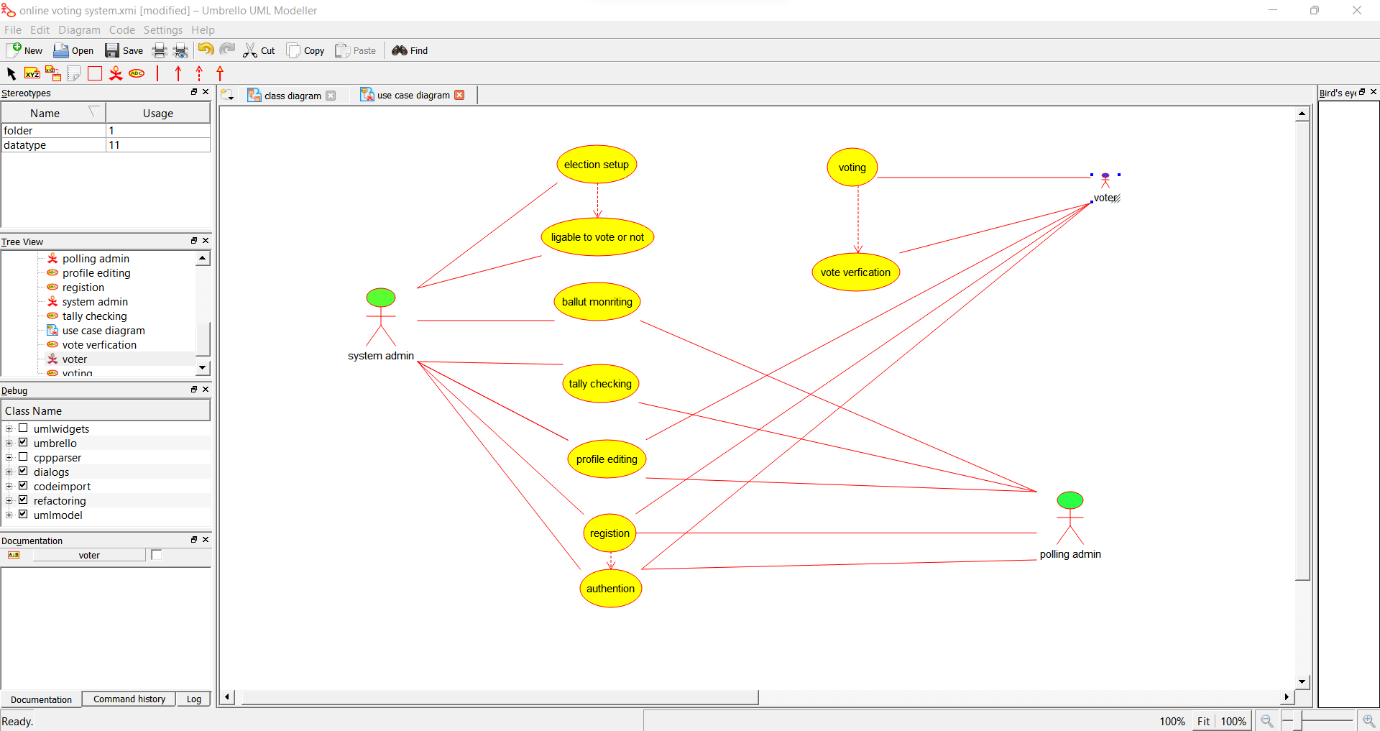 online voting system.xmi [modified] – Umbrello UML Modeller
File Edit Diagram Code Settings Help
New Open Save Cut Copy Paste Find
XYZ ABC
Stereotypes
Name Usage
folder 1
datatype 11
Tree View
polling admin
profile editing
registion
system admin
tally checking
use case diagram
vote verfication
voter
voting
Debug
Class Name
umlwidgets
umbrello
cppparser
dialogs
codeimport
refactoring
umlmodel
Documentation
A:B voter
Documentation Command history Log
class diagram use case diagram
election setup
ligable to vote or not
ballut monriting
tally checking
profile editing
registion
authention
system admin
voting
vote verfication
voter
polling admin
Bird's eye
Ready.
100% Fit 100%